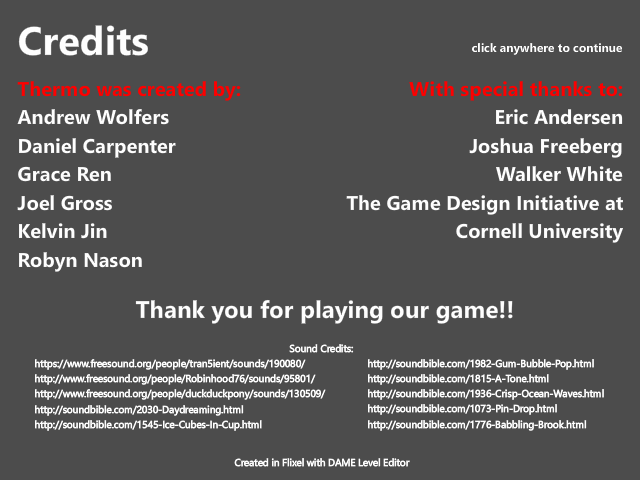 Credits
click anywhere to continue
Thermo was created by:
Andrew Wolfers
Daniel Carpenter
Grace Ren
Joel Gross
Kelvin Jin
Robyn Nason
With special thanks to:
Eric Andersen
Joshua Freeberg
Walker White
The Game Design Initiative at
Cornell University
Thank you for playing our game!!
Sound Credits:
https://www.freesound.org/people/tran5ient/sounds/190080/
http://www.freesound.org/people/Robinhood76/sounds/95801/
http://www.freesound.org/people/duckduckpony/sounds/130509/
http://soundbible.com/2030-Daydreaming.html
http://soundbible.com/1545-Ice-Cubes-In-Cup.html
http://soundbible.com/1982-Gum-Bubble-Pop.html
http://soundbible.com/1815-A-Tone.html
http://soundbible.com/1936-Crisp-Ocean-Waves.html
http://soundbible.com/1073-Pin-Drop.html
http://soundbible.com/1776-Babbling-Brook.html
Created in Flixel with DAME Level Editor